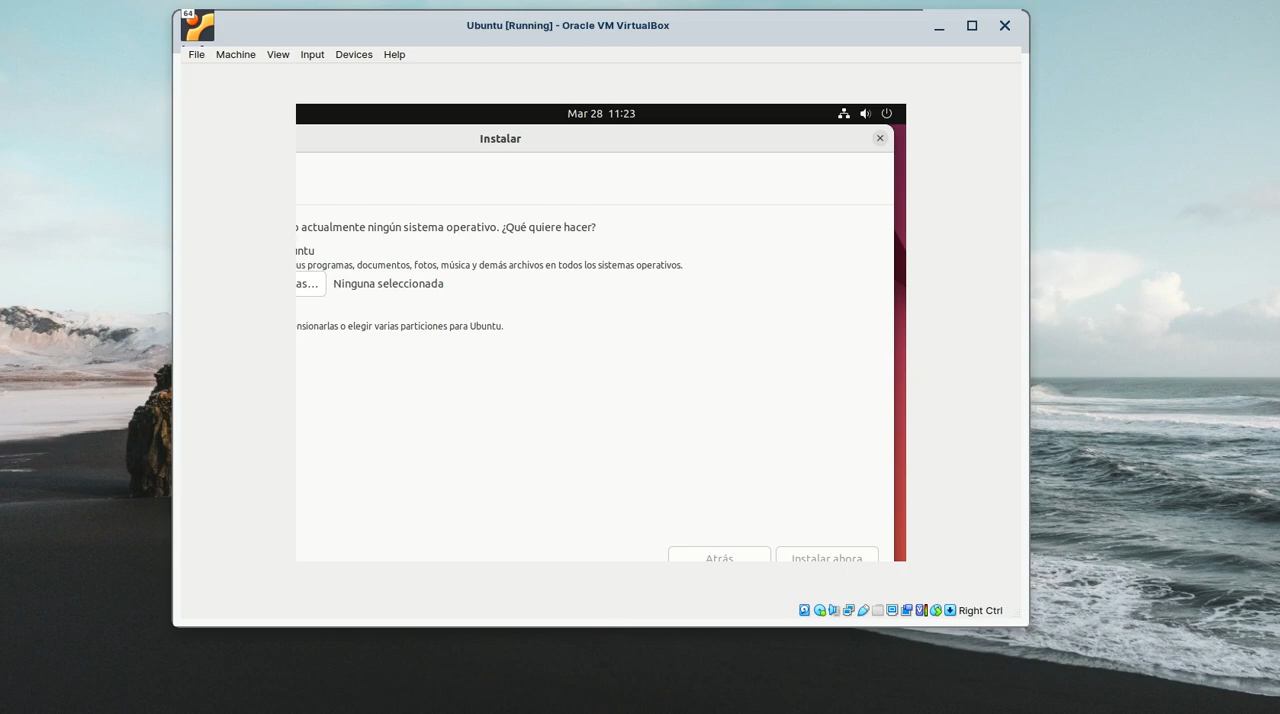 64
Ubuntu [Running] - Oracle VM VirtualBox
File Machine View Input Devices Help
Mar 28 11:23
Instalar
actualmente ningún sistema operativo. ¿Qué quiere hacer?
untu
us programas, documentos, fotos, música y demás archivos en todos los sistemas operativos.
as... Ninguna seleccionada
nsionarlas o elegir varias particiones para Ubuntu.
Atrás Instalar ahora
Right Ctrl